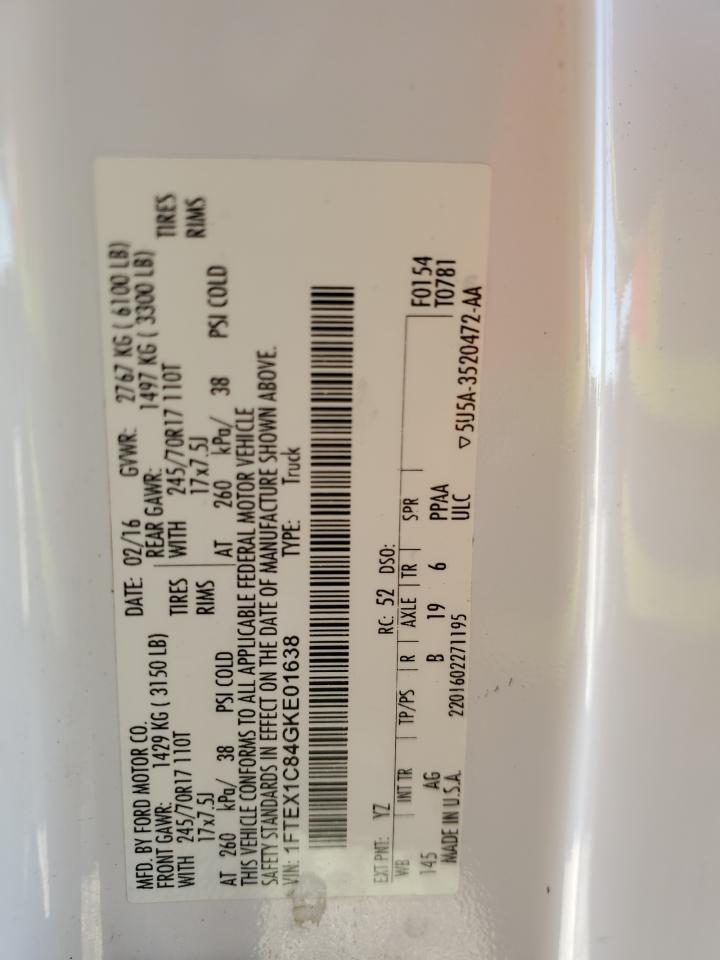 MFD. BY FORD MOTOR CO.
DATE: 02/16 GVWR: 2767 KG ( 6100 LB)
FRONT GAWR: 1429 KG ( 3150 LB) REAR GAWR: 1497 KG ( 3300 LB)
WITH 245/70R17 110T TIRES WITH 245/70R17 110T TIRES
17x7.5J RIMS 17x7.5J RIMS
AT 260 kPa/ 38 PSI COLD AT 260 kPa/ 38 PSI COLD
THIS VEHICLE CONFORMS TO ALL APPLICABLE FEDERAL MOTOR VEHICLE
SAFETY STANDARDS IN EFFECT ON THE DATE OF MANUFACTURE SHOWN ABOVE.
VIN: 1FTEX1C84GKE01638 TYPE: Truck
EXT PNT: YZ RC: 52 DSO:
WB INT TR TP/PS R AXLE TR SPR F0154
145 AG B 19 6 PPAA T0781
MADE IN U.S.A. 2201602271195 ULC ▽5U5A-3520472-AA